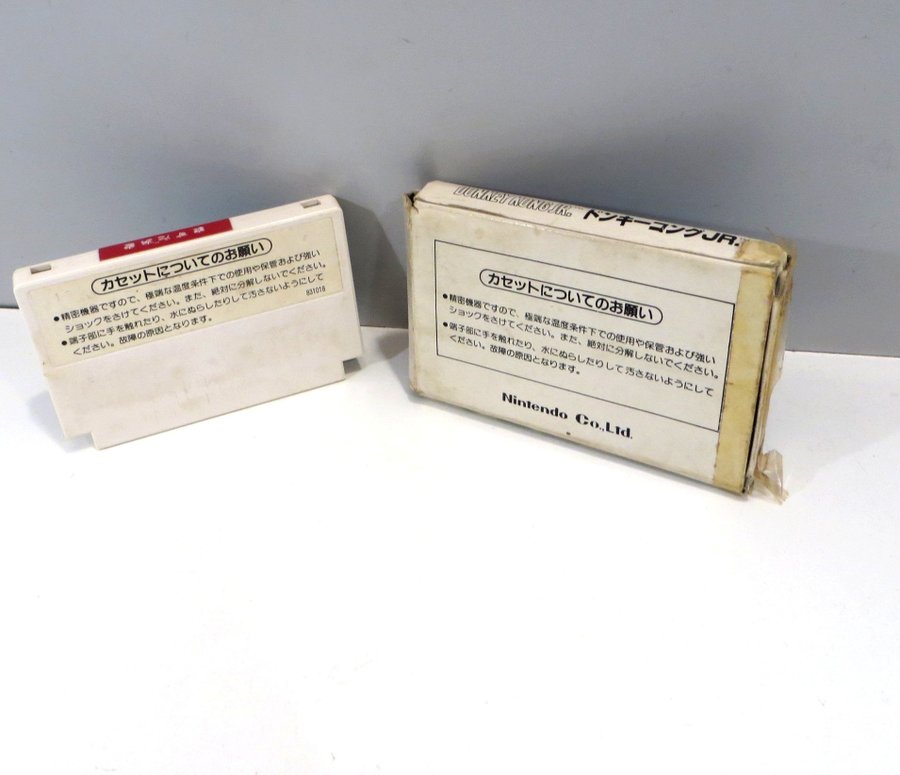 カセットについてのお願い
●精密機器ですので、極端な温度条件下での使用や保管および強い
ショックをさけてください。また、絶対に分解しないでください。
●端子部に手を触れたり、水にぬらしたりして汚さないようにして
ください。故障の原因となります。
831018
DONKEY KONG JR. ドンキーコングJR.
カセットについてのお願い
●精密機器ですので、極端な温度条件下での使用や保管および強い
ショックをさけてください。また、絶対に分解しないでください。
●端子部に手を触れたり、水にぬらしたりして汚さないようにして
ください。故障の原因となります。
Nintendo Co.,Ltd.